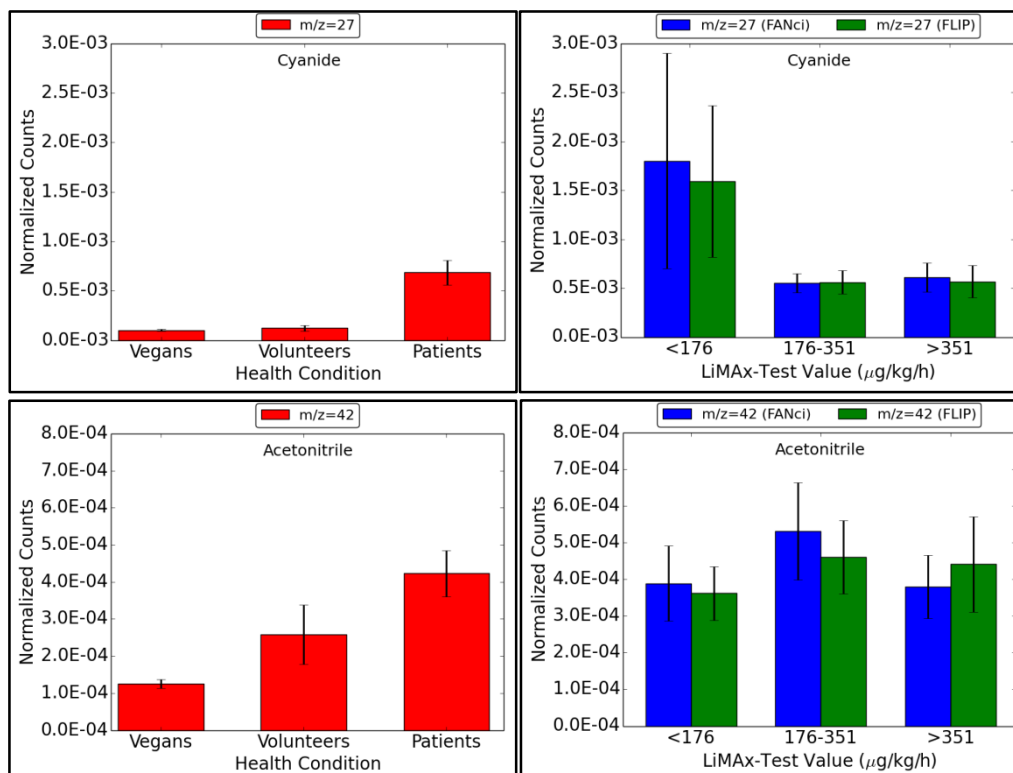 m/z=27
Cyanide
3.0E-03
2.5E-03
2.0E-03
1.5E-03
1.0E-03
0.5E-03
0.0E-03
Normalized Counts
Vegans Volunteers Patients
Health Condition
m/z=27 (FANci) m/z=27 (FLIP)
Cyanide
3.0E-03
2.5E-03
2.0E-03
1.5E-03
1.0E-03
0.5E-03
0.0E-03
Normalized Counts
<176 176-351 >351
LiMAx-Test Value (μg/kg/h)
m/z=42
Acetonitrile
8.0E-04
7.0E-04
6.0E-04
5.0E-04
4.0E-04
3.0E-04
2.0E-04
1.0E-04
0.0E-04
Normalized Counts
Vegans Volunteers Patients
Health Condition
m/z=42 (FANci) m/z=42 (FLIP)
Acetonitrile
8.0E-04
7.0E-04
6.0E-04
5.0E-04
4.0E-04
3.0E-04
2.0E-04
1.0E-04
0.0E-04
Normalized Counts
<176 176-351 >351
LiMAx-Test Value (μg/kg/h)